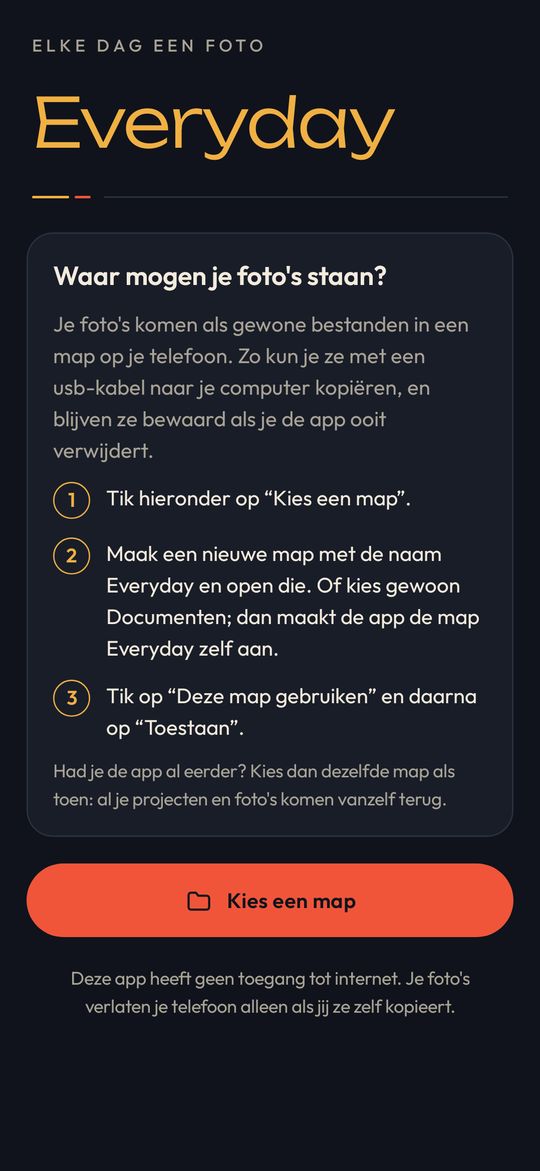 ELKE DAG EEN FOTO
Everyday
Waar mogen je foto's staan?
Je foto's komen als gewone bestanden in een
map op je telefoon. Zo kun je ze met een
usb-kabel naar je computer kopiëren, en
blijven ze bewaard als je de app ooit
verwijdert.
1 Tik hieronder op “Kies een map”.
2 Maak een nieuwe map met de naam
Everyday en open die. Of kies gewoon
Documenten; dan maakt de app de map
Everyday zelf aan.
3 Tik op “Deze map gebruiken” en daarna
op “Toestaan”.
Had je de app al eerder? Kies dan dezelfde map als
toen: al je projecten en foto's komen vanzelf terug.
Kies een map
Deze app heeft geen toegang tot internet. Je foto's
verlaten je telefoon alleen als jij ze zelf kopieert.